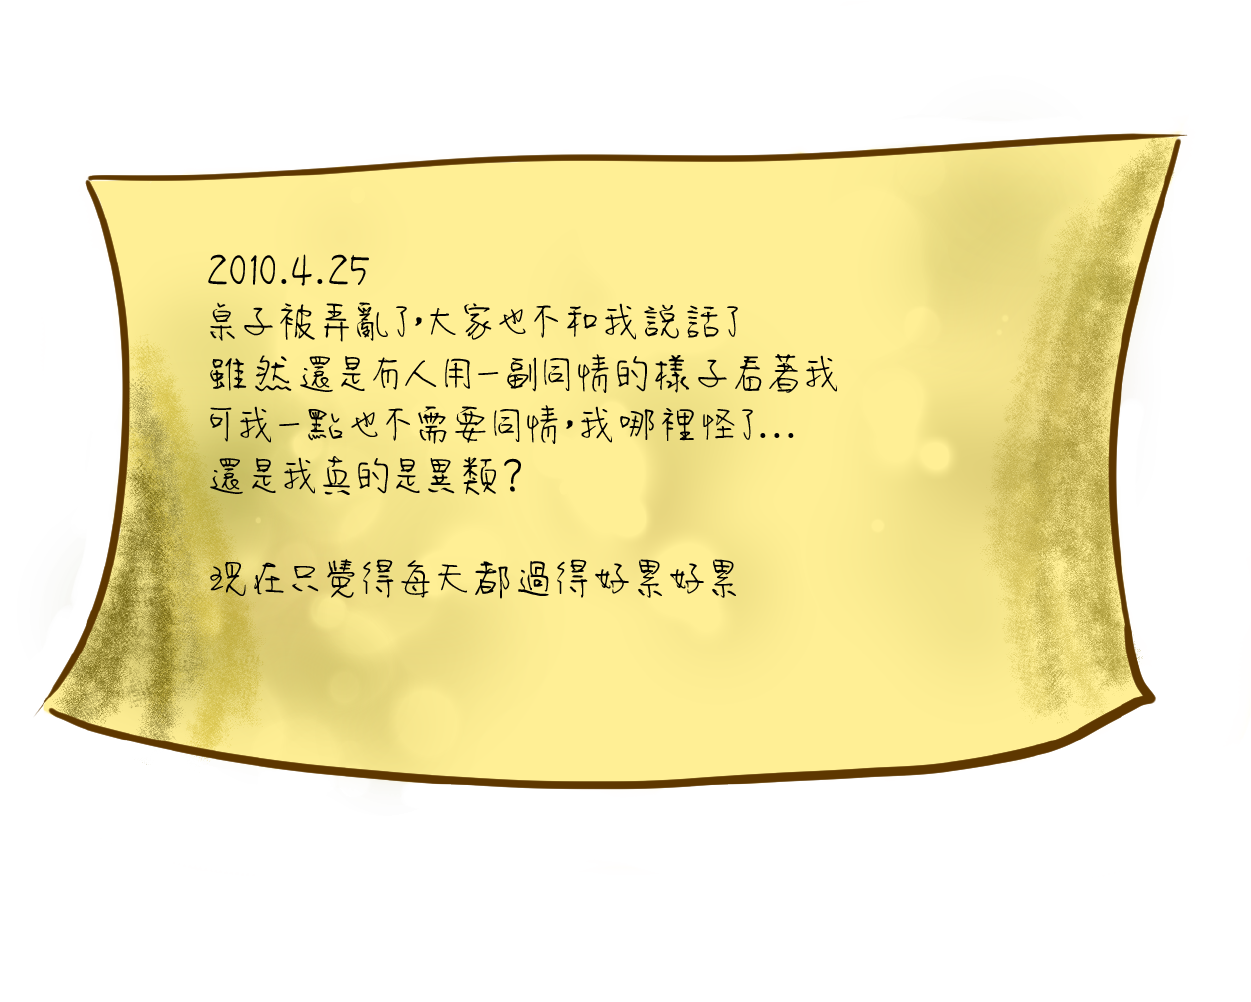 2010.4.25
桌子被弄亂了,大家也不和我說話了
雖然還是有人用一副同情的樣子看著我
可我一點也不需要同情,我哪裡怪了...
還是我真的是異類?
現在只覺得每天都過得好累好累